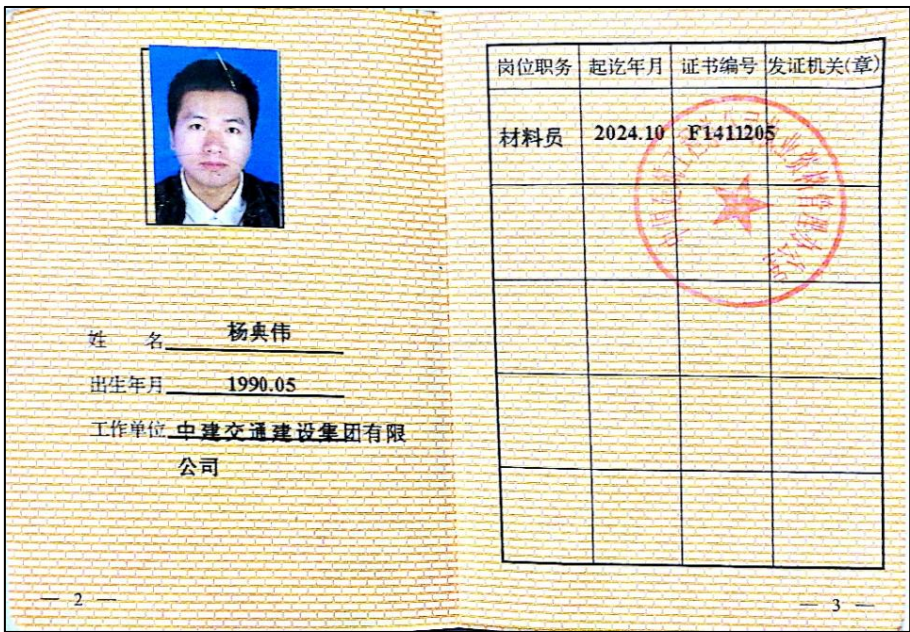 姓 名 杨典伟
出生年月 1990.05
工作单位 中建交通建设集团有限
公司
— 2 —
岗位职务 起讫年月 证书编号 发证机关(章)
材料员 2024.10 F1411205
— 3 —